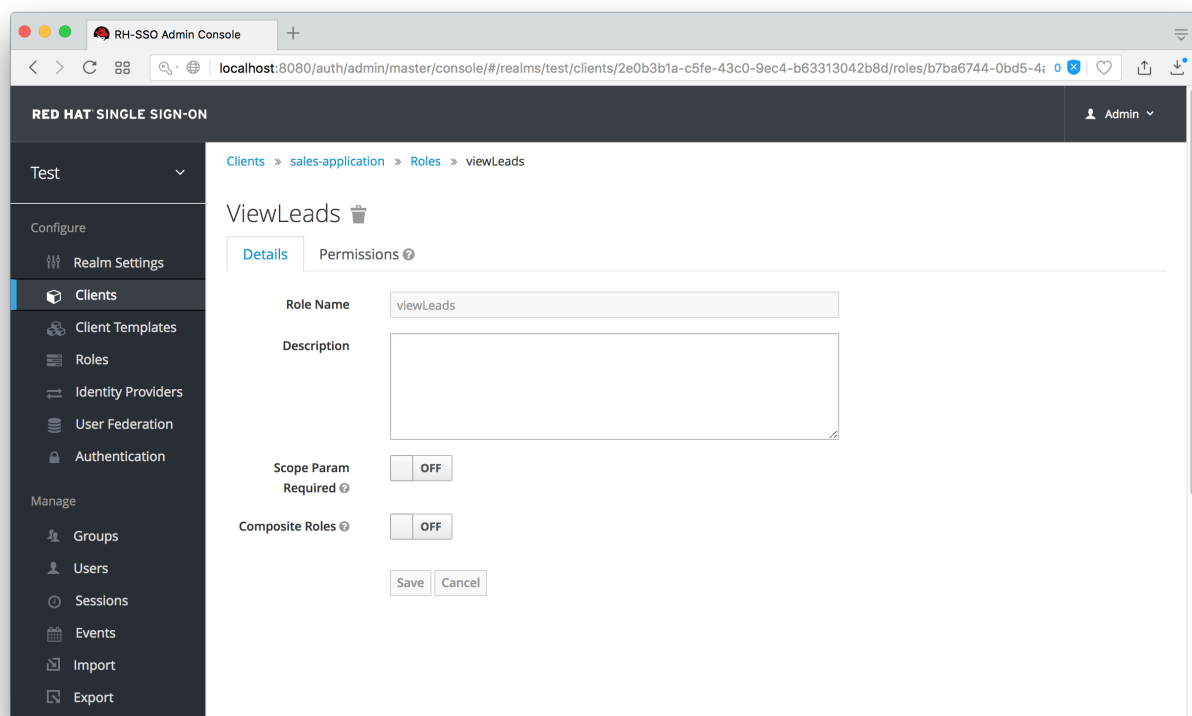 RH-SSO Admin Console
localhost:8080/auth/admin/master/console/#/realms/test/clients/2e0b3b1a-c5fe-43c0-9ec4-b63313042b8d/roles/b7ba6744-0bd5-4a 0
RED HAT SINGLE SIGN-ON
Admin
Test
Clients » sales-application » Roles » viewLeads
ViewLeads
Configure
Details Permissions
Realm Settings
Clients
Client Templates
Roles
Identity Providers
User Federation
Authentication
Role Name viewLeads
Description
Scope Param
Required
OFF
Composite Roles OFF
Save Cancel
Manage
Groups
Users
Sessions
Events
Import
Export